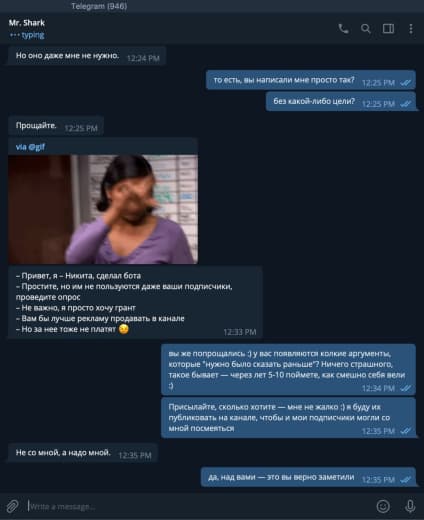 Telegram (946)
Mr. Shark
typing
Но оно даже мне не нужно. 12:24 PM
то есть, вы написали мне просто так? 12:25 PM
без какой-либо цели? 12:25 PM
Прощайте. 12:25 PM
via @gif
– Привет, я – Никита, сделал бота
– Простите, но им не пользуются даже ваши подписчики,
проведите опрос
– Не важно, я просто хочу грант
– Вам бы лучше рекламу продавать в канале
– Но за нее тоже не платят 😢 12:33 PM
вы же попрощались :) у вас появляются колкие аргументы,
которые "нужно было сказать раньше"? Ничего страшного,
такое бывает — через лет 5-10 поймете, как смешно себя вели
:) 12:34 PM
Присылайте, сколько хотите — мне не жалко :) я буду их
публиковать на канале, чтобы и мои подписчики могли со
мной посмеяться 12:35 PM
Не со мной, а надо мной. 12:35 PM
да, над вами — это вы верно заметили 12:35 PM
Write a message...